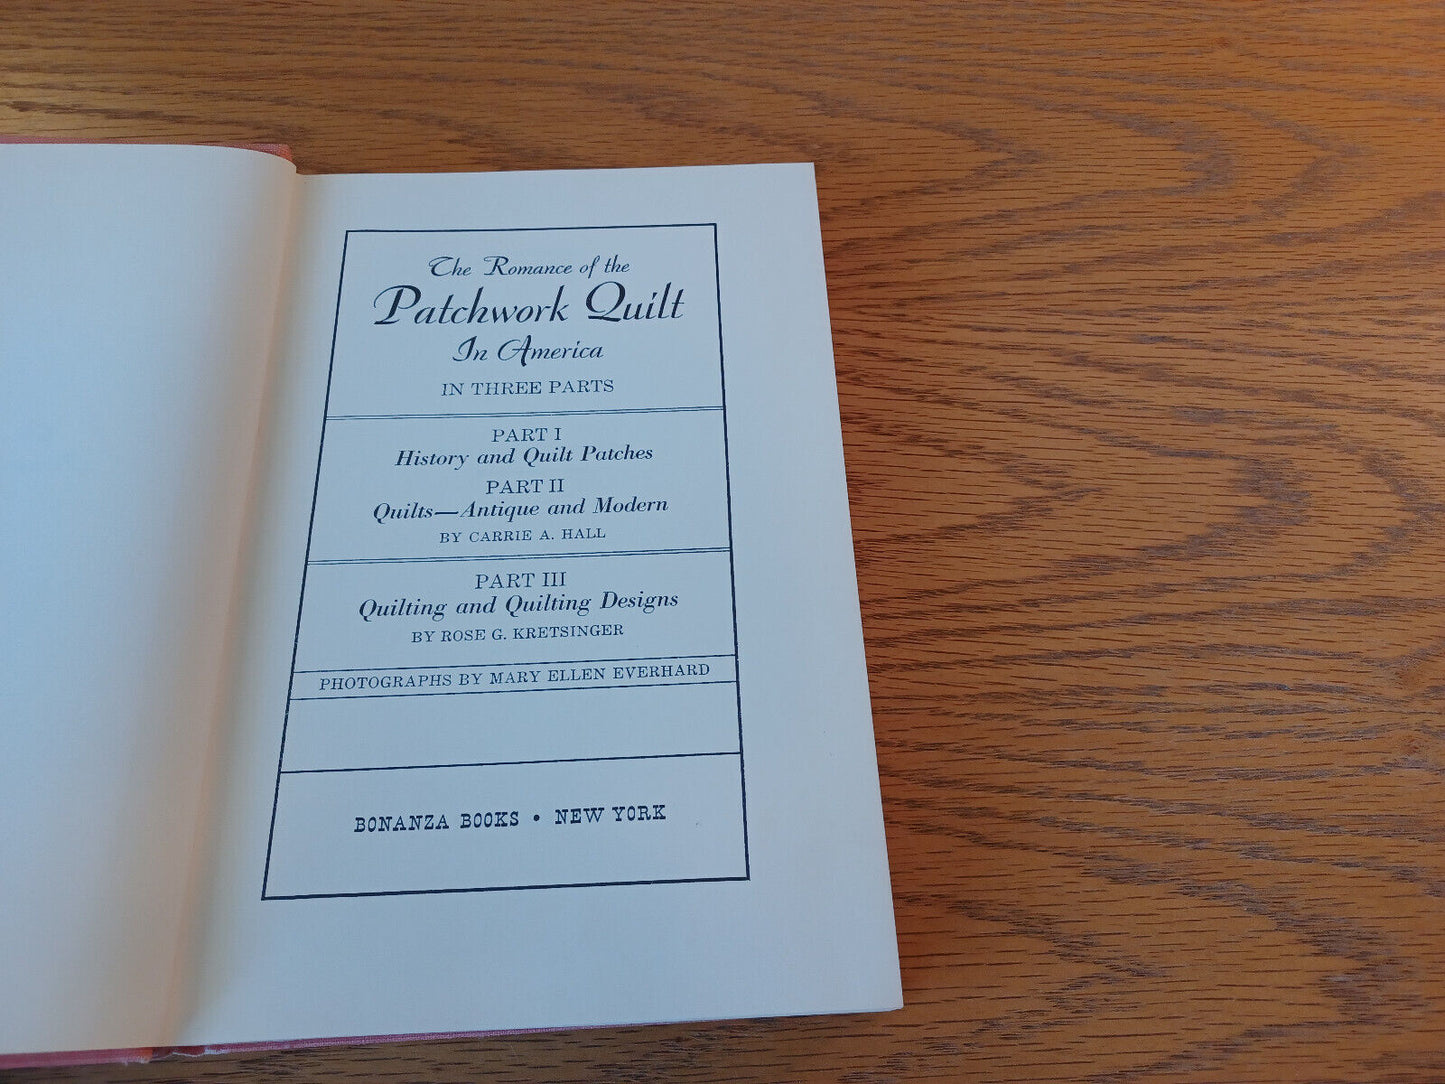 The Romance of the
Patchwork Quilt
In America
IN THREE PARTS
PART I
History and Quilt Patches
PART II
Quilts—Antique and Modern
BY CARRIE A. HALL
PART III
Quilting and Quilting Designs
BY ROSE G. KRETSINGER
PHOTOGRAPHS BY MARY ELLEN EVERHARD
BONANZA BOOKS • NEW YORK